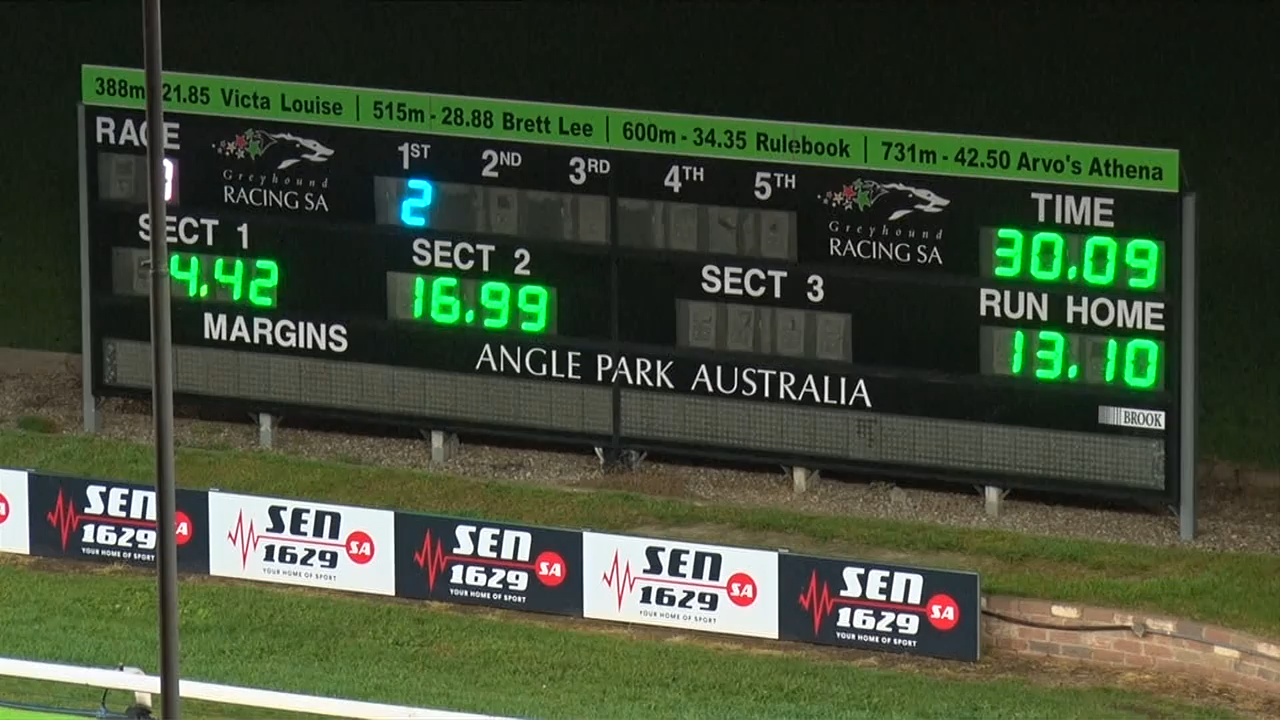 388m 21.85 Victa Louise | 515m - 28.88 Brett Lee | 600m - 34.35 Rulebook | 731m - 42.50 Arvo's Athena
RACE
Greyhound
RACING SA
1ST 2ND 3RD 4TH 5TH
2
Greyhound
RACING SA
TIME
30.09
SECT 1
4.42
SECT 2
16.99
SECT 3
RUN HOME
13.10
MARGINS
ANGLE PARK AUSTRALIA
BROOK
SEN
1629
YOUR HOME OF SPORT
SEN
1629
SA
YOUR HOME OF SPORT
SEN
1629
SA
YOUR HOME OF SPORT
SEN
1629
SA
YOUR HOME OF SPORT
SEN
1629
SA
YOUR HOME OF SPORT